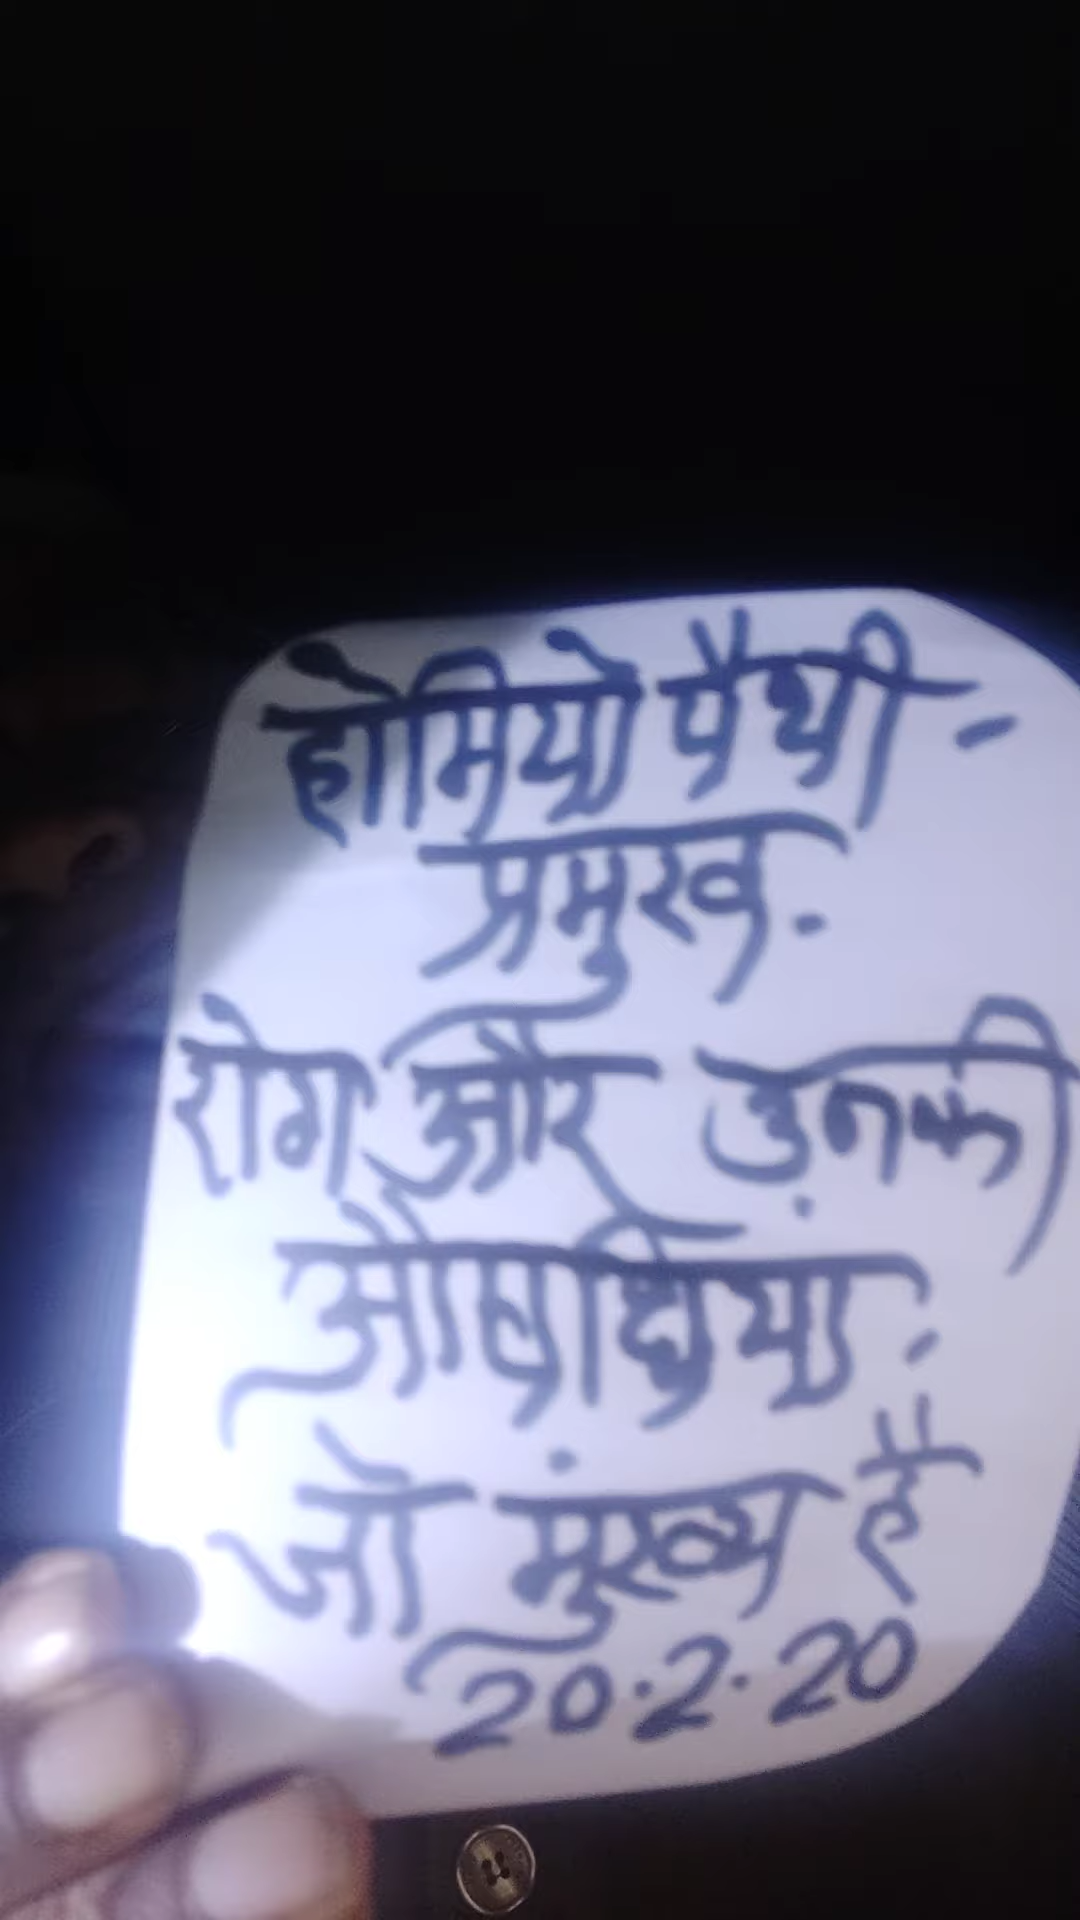 होमियो पैथी -
प्रमुख.
रोग और उनकी
औषधियां.
जो मुख्य है
20.2.20